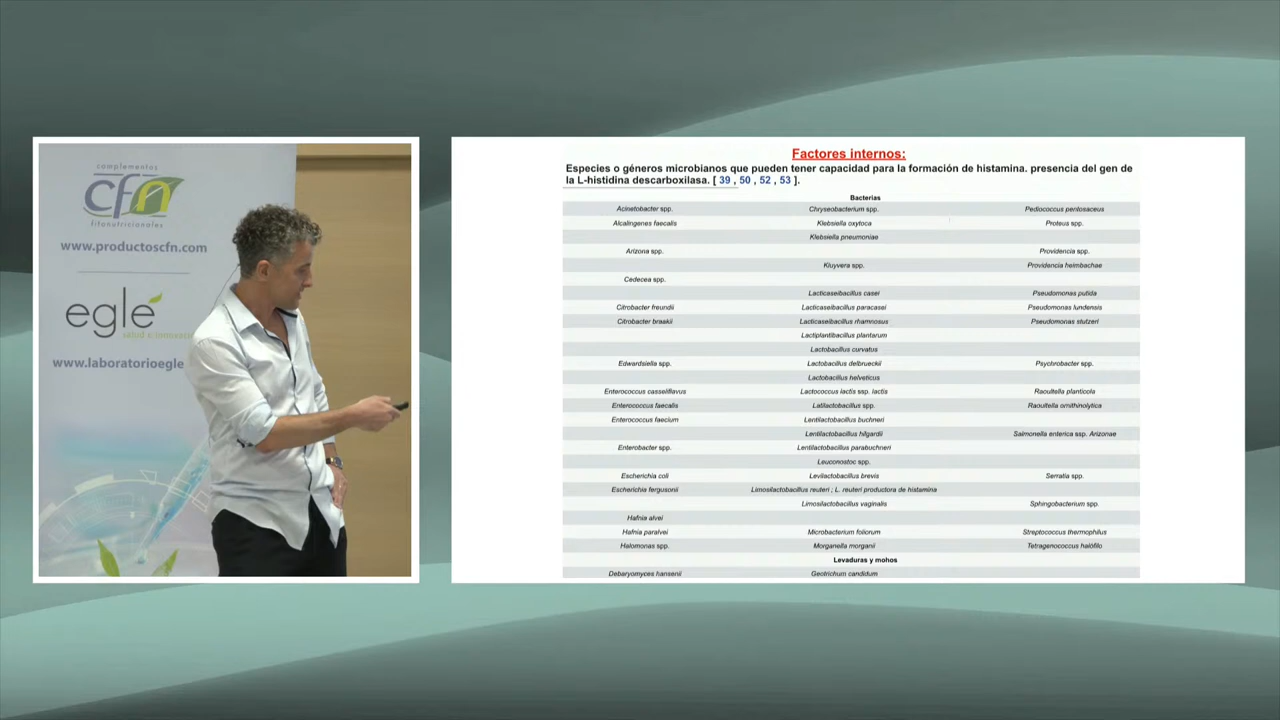 complementos
cfn
fitonutricionales
www.productoscfn.com
eglé
salud e innovación
www.laboratorioegle
Factores internos:
Especies o géneros microbianos que pueden tener capacidad para la formación de histamina. presencia del gen de
la L-histidina descarboxilasa. [ 39 , 50 , 52 , 53 ].
Bacterias
Acinetobacter spp. Chryseobacterium spp. Pediococcus pentosaceus
Alcalingenes faecalis Klebsiella oxytoca Proteus spp.
Klebsiella pneumoniae
Arizona spp. Providencia spp.
Kluyvera spp. Providencia heimbachae
Cedecea spp.
Lacticaseibacillus casei Pseudomonas putida
Citrobacter freundii Lacticaseibacillus paracasei Pseudomonas lundensis
Citrobacter braakii Lacticaseibacillus rhamnosus Pseudomonas stutzeri
Lactiplantibacillus plantarum
Lactobacillus curvatus
Edwardsiella spp. Lactobacillus delbrueckii Psychrobacter spp.
Lactobacillus helveticus
Enterococcus casseliflavus Lactococcus lactis ssp. lactis Raoultella planticola
Enterococcus faecalis Latilactobacillus spp. Raoultella ornithinolytica
Enterococcus faecium Lentilactobacillus buchneri
Lentilactobacillus hilgardii Salmonella enterica ssp. Arizonae
Enterobacter spp. Lentilactobacillus parabuchneri
Leuconostoc spp.
Escherichia coli Levilactobacillus brevis Serratia spp.
Escherichia fergusonii Limosilactobacillus reuteri ; L. reuteri productora de histamina
Limosilactobacillus vaginalis Sphingobacterium spp.
Hafnia alvei
Hafnia paralvei Microbacterium foliorum Streptococcus thermophilus
Halomonas spp. Morganella morganii Tetragenococcus halófilo
Levaduras y mohos
Debaryomyces hansenii Geotrichum candidum